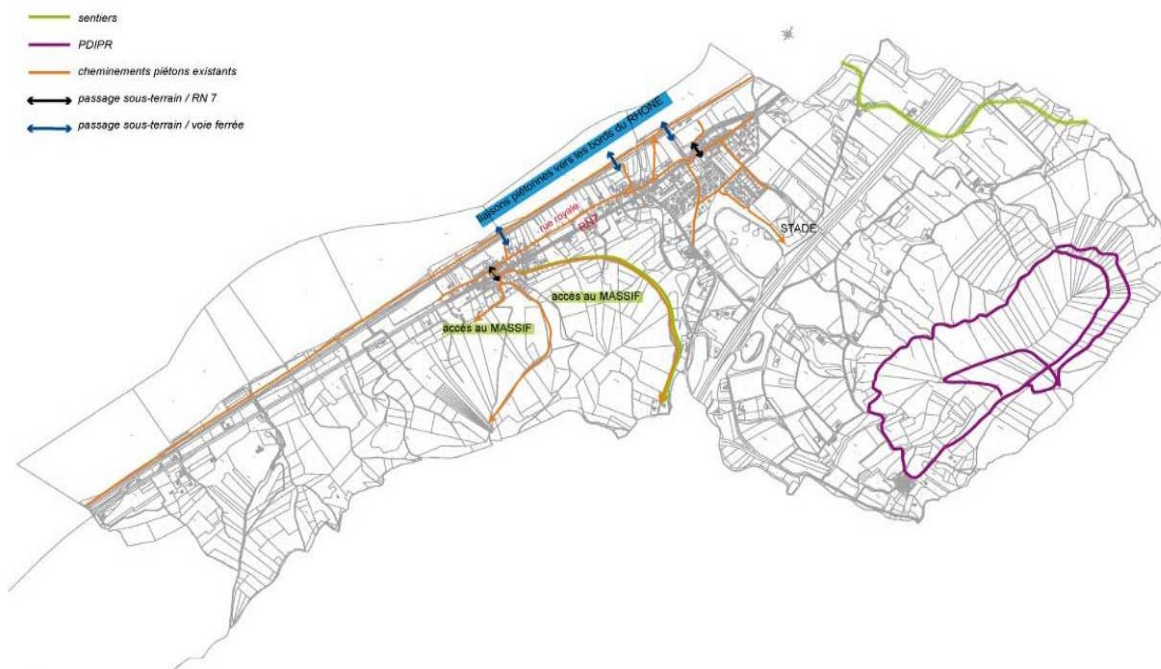 sentiers
PDIPR
cheminements piétons existants
passage sous-terrain / RN 7
passage sous-terrain / voie ferrée
liaisons piétonnes vers les bords du RHONE
rue royale
RN7
STADE
accès au MASSIF
accès au MASSIF